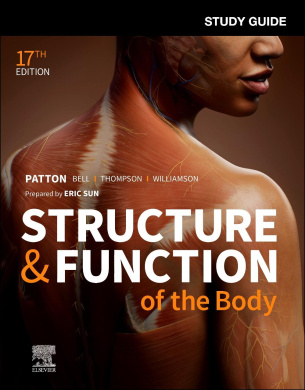 STUDY GUIDE
17TH
EDITION
PATTON BELL | THOMPSON | WILLIAMSON
Prepared by ERIC SUN
STRUCTURE
& FUNCTION
of the Body
ELSEVIER